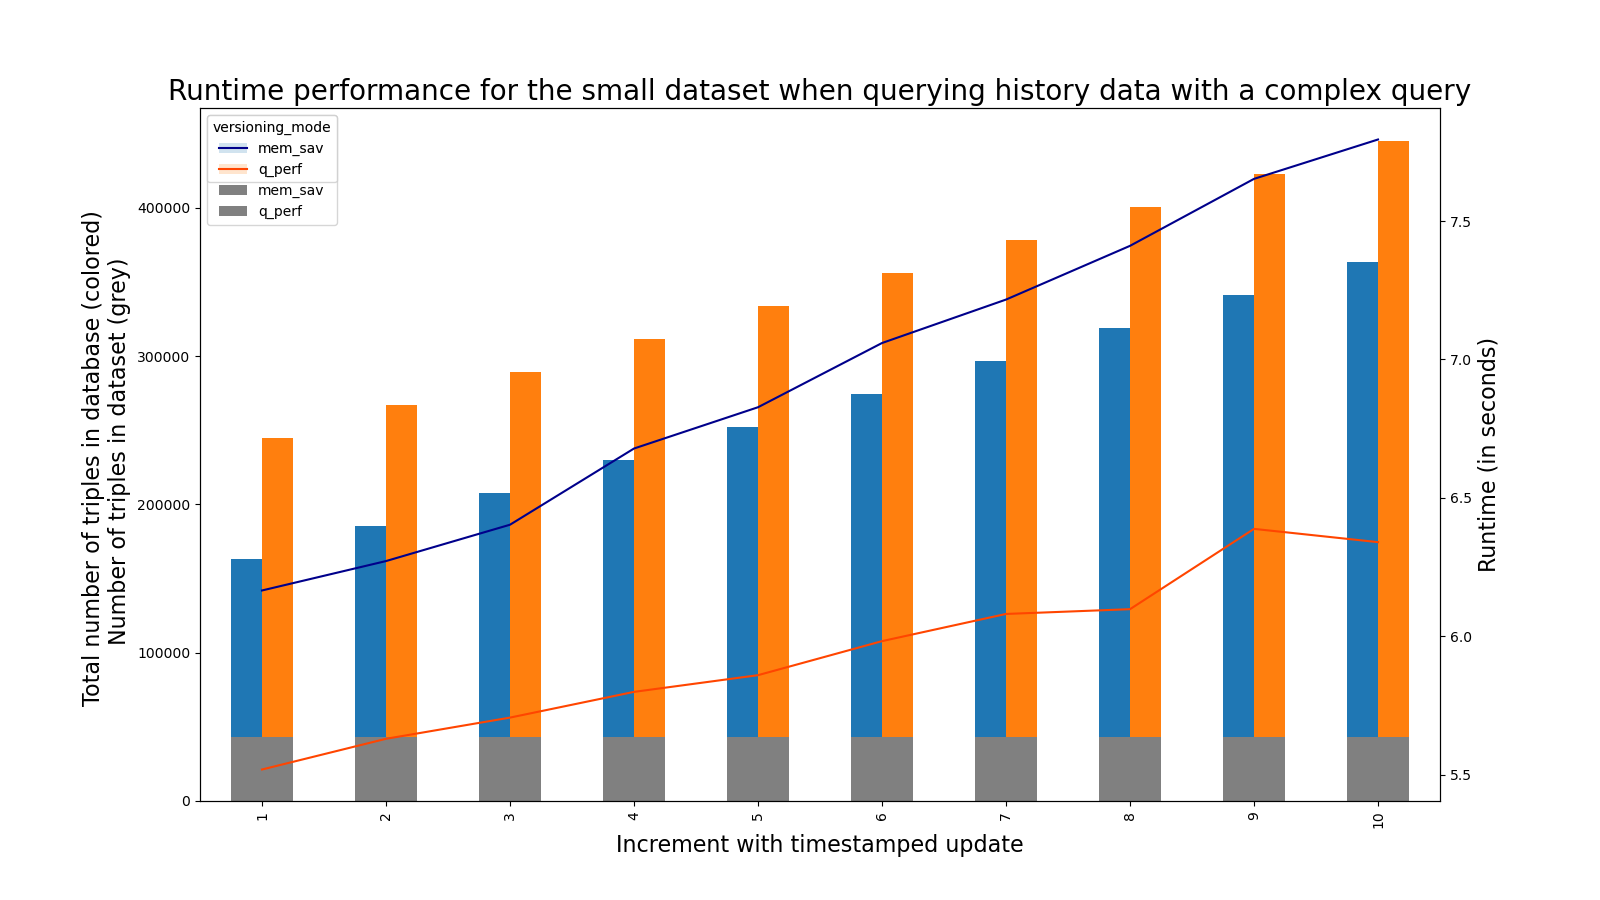 Runtime performance for the small dataset when querying history data with a complex query
versioning_mode
mem_sav
q_perf
mem_sav
q_perf
Total number of triples in database (colored)
Number of triples in dataset (grey)
400000
300000
200000
100000
0
7.5
7.0
6.5
6.0
5.5
Runtime (in seconds)
1
2
3
4
5
6
7
8
9
10
Increment with timestamped update